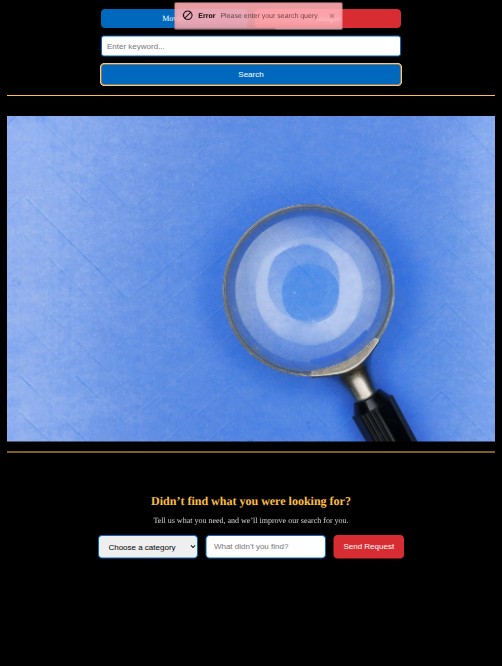 Error Please enter your search query. ×
Enter keyword...
Search
Didn't find what you were looking for?
Tell us what you need, and we'll improve our search for you.
Choose a category
What didn't you find?
Send Request